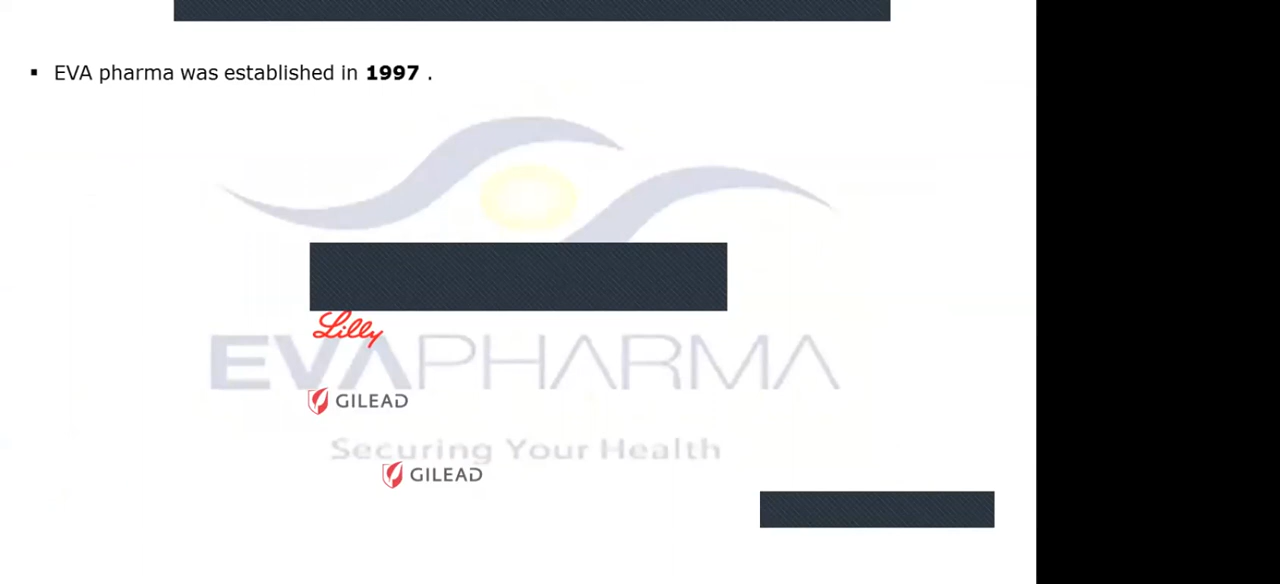 ▪ EVA pharma was established in 1997 .
Lilly
EVAPHARMA
GILEAD
Securing Your Health
GILEAD